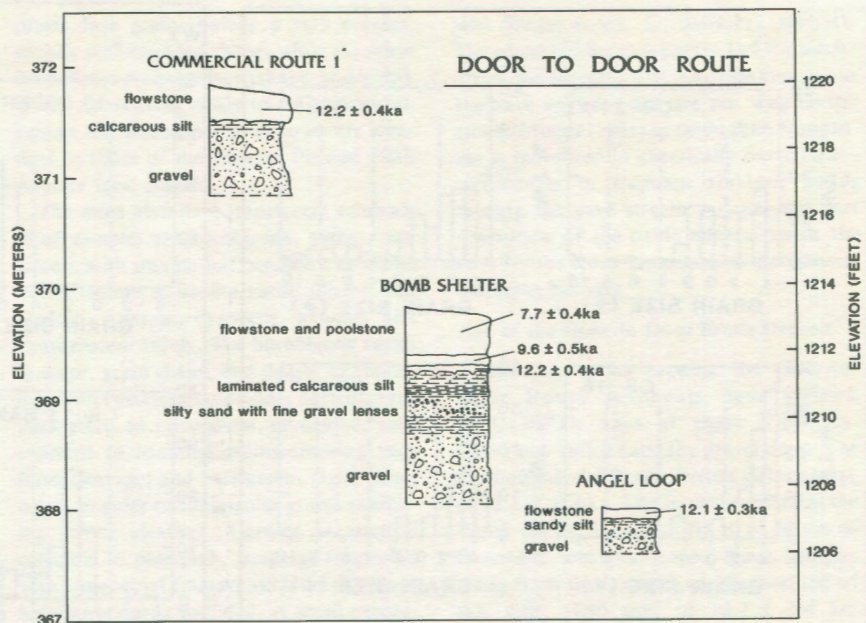 COMMERCIAL ROUTE 1*
DOOR TO DOOR ROUTE
372
371
370
369
368
367
ELEVATION (METERS)
flowstone
12.2 ± 0.4ka
calcareous silt
gravel
BOMB SHELTER
7.7 ± 0.4ka
flowstone and poolstone
9.6 ± 0.5ka
12.2 ± 0.4ka
laminated calcareous silt
silty sand with fine gravel lenses
gravel
ANGEL LOOP
flowstone
12.1 ± 0.3ka
sandy silt
gravel
1220
1218
1216
1214
1212
1210
1208
1206
ELEVATION (FEET)